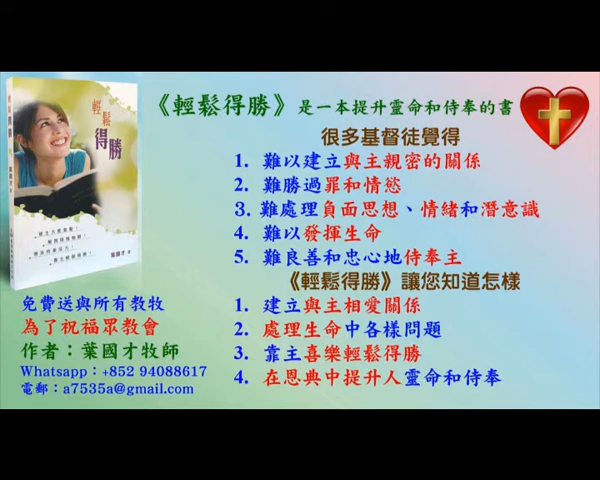 《輕鬆得勝》是一本提升靈命和侍奉的書
很多基督徒覺得
1. 難以建立與主親密的關係
2. 難勝過罪和情慾
3. 難處理負面思想、情緒和潛意識
4. 難以發揮生命
5. 難良善和忠心地侍奉主
《輕鬆得勝》讓您知道怎樣
1. 建立與主相愛關係
2. 處理生命中各樣問題
3. 靠主喜樂輕鬆得勝
4. 在恩典中提升人靈命和侍奉
輕鬆
得勝
葉國才 著
輕鬆得勝
免費送與所有教牧
為了祝福眾教會
作者：葉國才牧師
Whatsapp：+852 94088617
電郵：a7535a@gmail.com